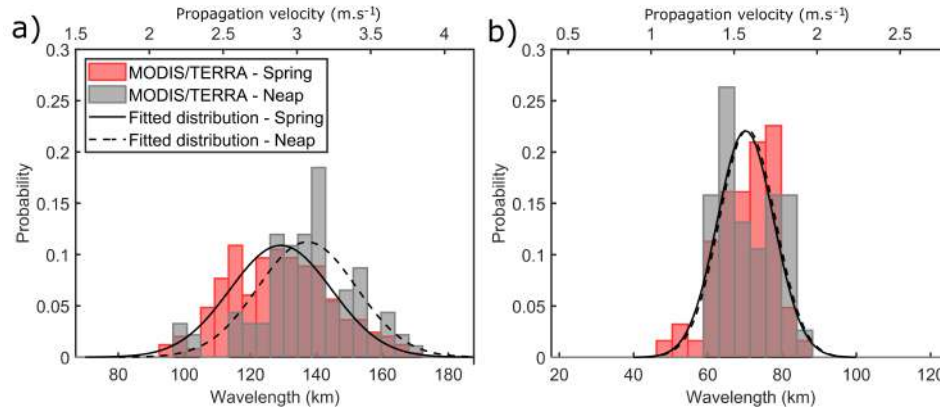 Propagation velocity (m.s⁻¹)
a)
1.5 2 2.5 3 3.5 4
0.3
0.25
0.2
0.15
0.1
0.05
0
Probability
MODIS/TERRA - Spring
MODIS/TERRA - Neap
Fitted distribution - Spring
Fitted distribution - Neap
80 100 120 140 160 180
Wavelength (km)
Propagation velocity (m.s⁻¹)
b)
0.5 1 1.5 2 2.5
0.3
0.25
0.2
0.15
0.1
0.05
0
Probability
20 40 60 80 100 120
Wavelength (km)